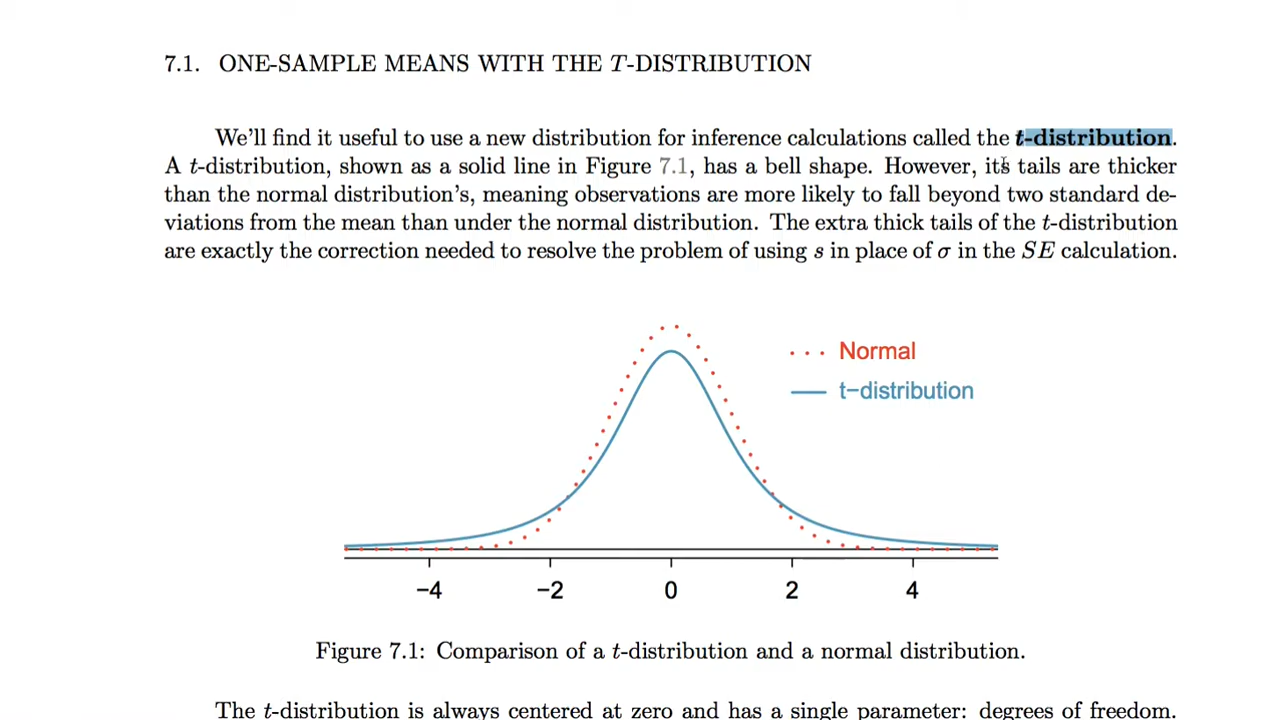 7.1. ONE-SAMPLE MEANS WITH THE T-DISTRIBUTION
We'll find it useful to use a new distribution for inference calculations called the t-distribution.
A t-distribution, shown as a solid line in Figure 7.1, has a bell shape. However, it's tails are thicker
than the normal distribution's, meaning observations are more likely to fall beyond two standard de-
viations from the mean than under the normal distribution. The extra thick tails of the t-distribution
are exactly the correction needed to resolve the problem of using s in place of σ in the SE calculation.
Normal
t−distribution
−4 −2 0 2 4
Figure 7.1: Comparison of a t-distribution and a normal distribution.
The t-distribution is always centered at zero and has a single parameter: degrees of freedom.